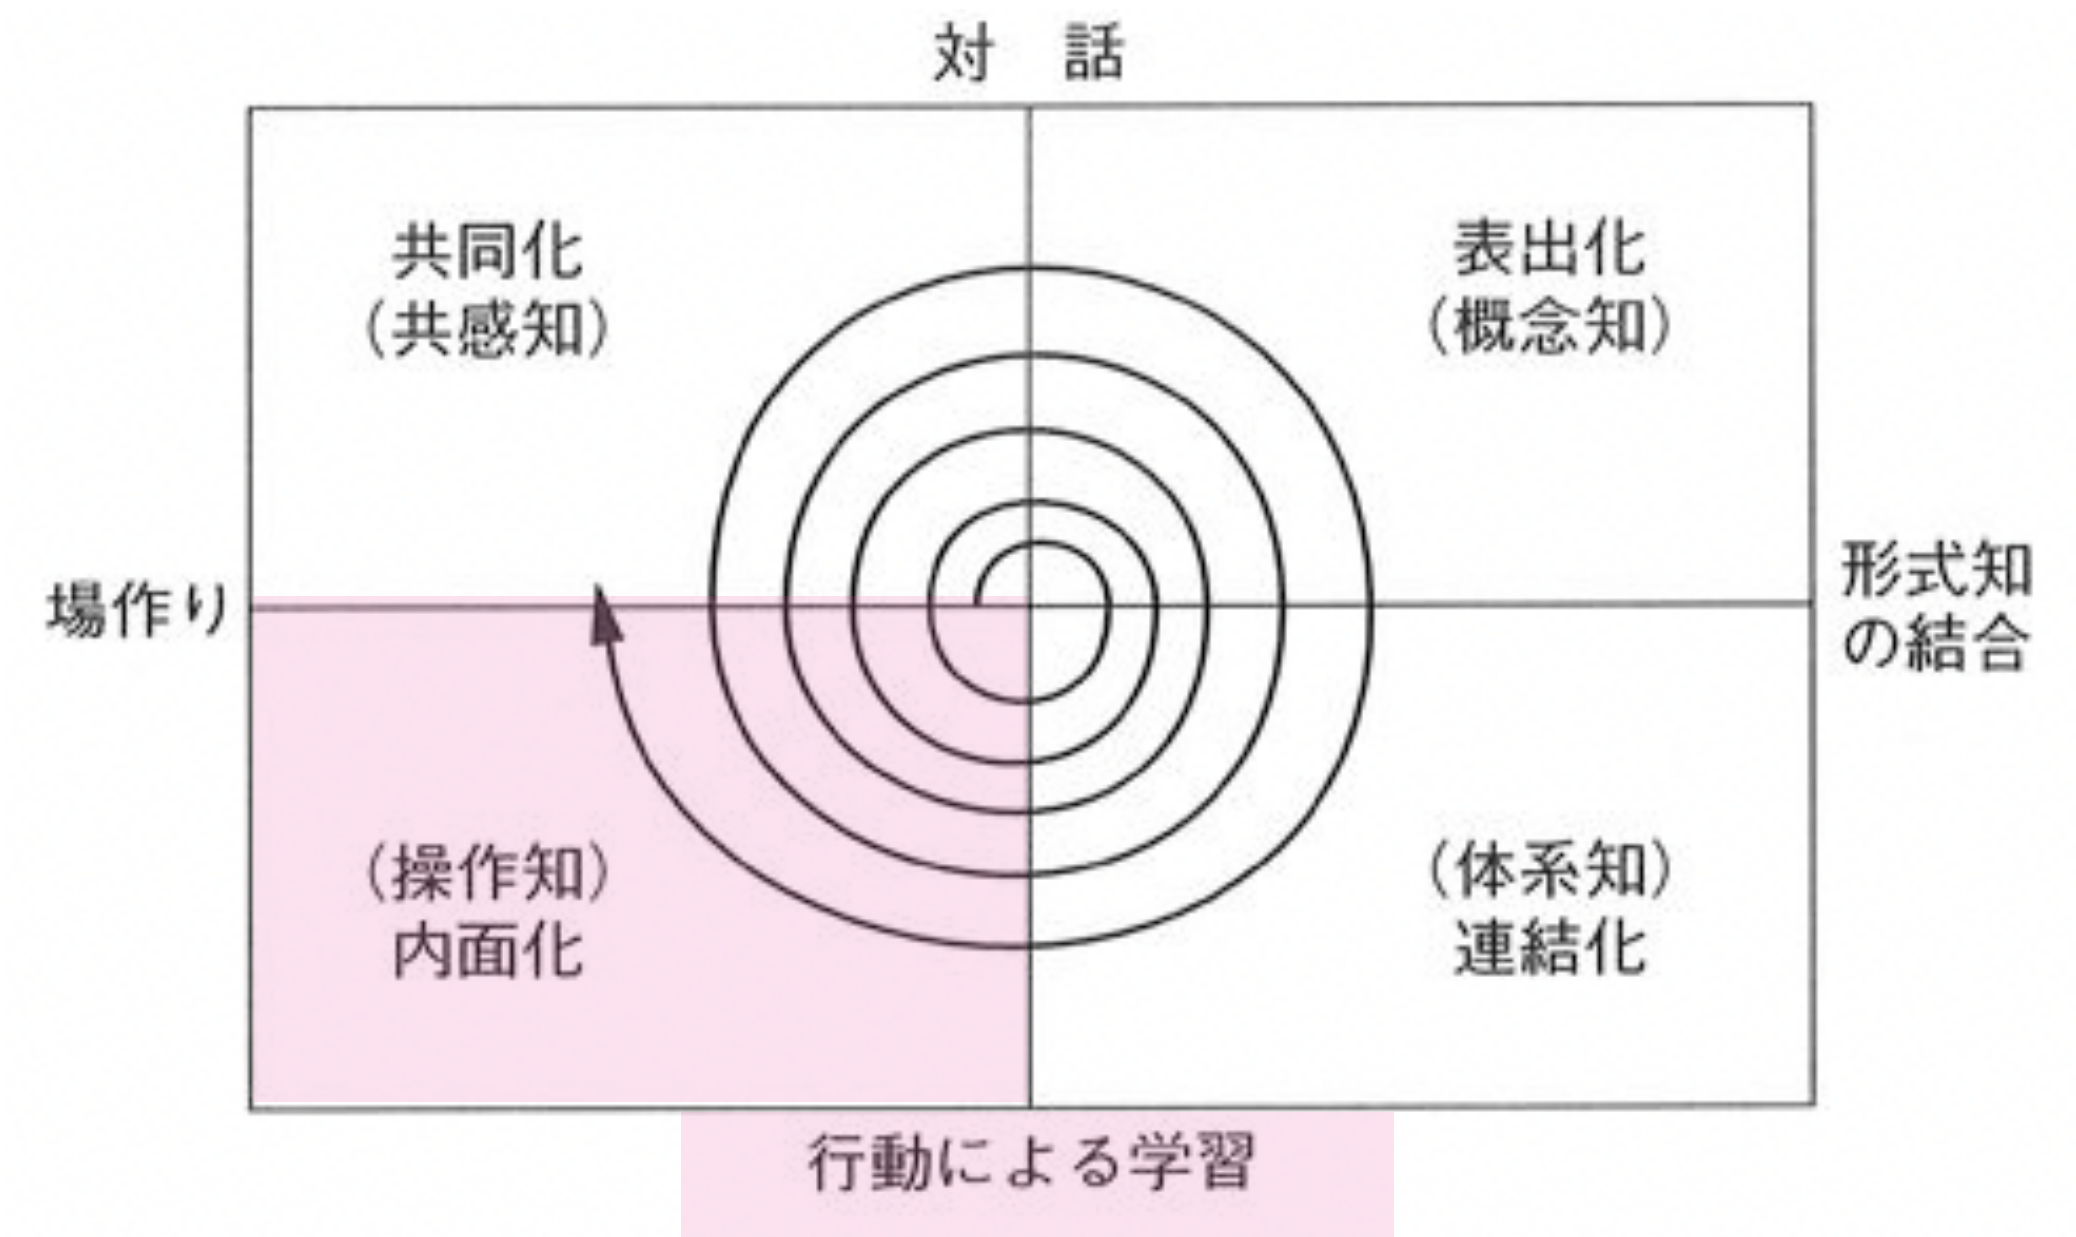 対 話
共同化
（共感知）
表出化
（概念知）
場作り
形式知
の結合
（操作知）
内面化
（体系知）
連結化
行動による学習